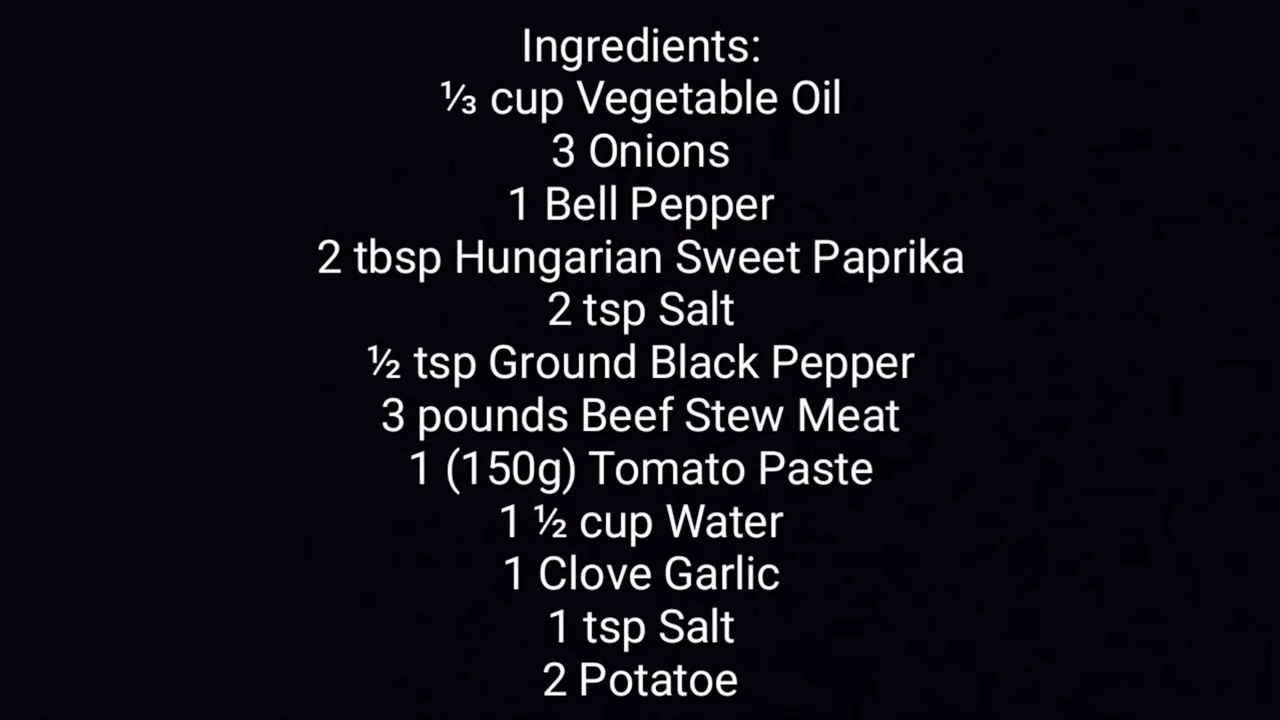 Ingredients:
⅓ cup Vegetable Oil
3 Onions
1 Bell Pepper
2 tbsp Hungarian Sweet Paprika
2 tsp Salt
½ tsp Ground Black Pepper
3 pounds Beef Stew Meat
1 (150g) Tomato Paste
1 ½ cup Water
1 Clove Garlic
1 tsp Salt
2 Potatoe